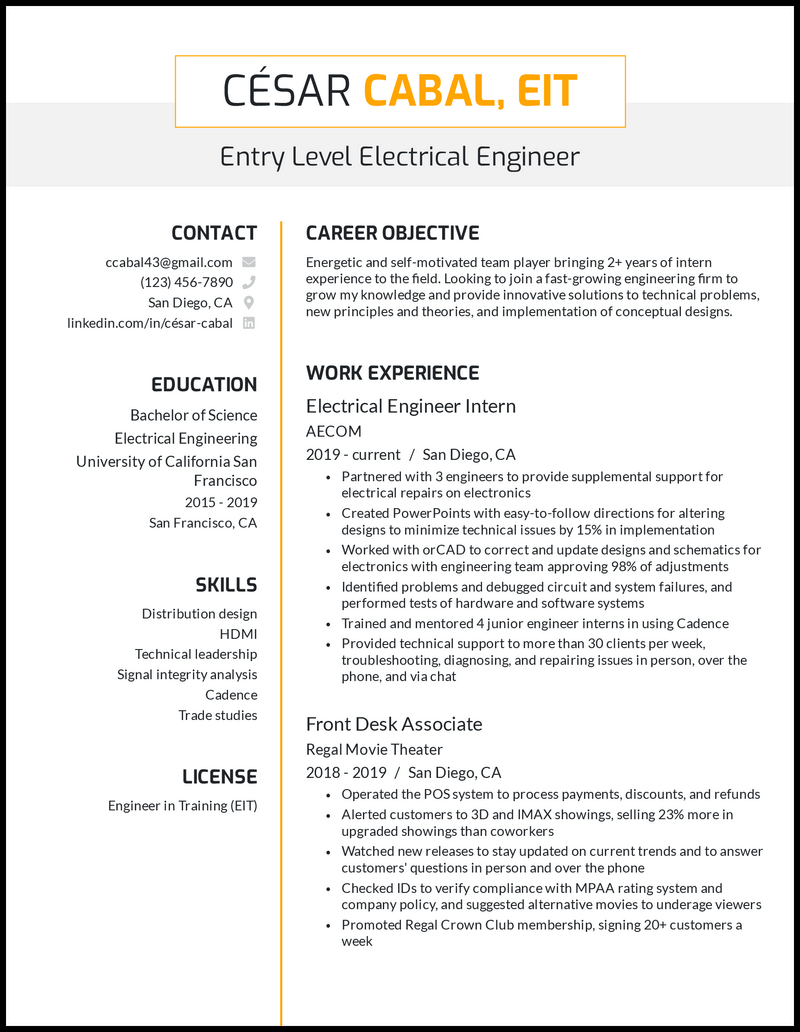 CÉSAR CABAL, EIT
Entry Level Electrical Engineer
CONTACT
ccabal43@gmail.com
(123) 456-7890
San Diego, CA
linkedin.com/in/césar-cabal
EDUCATION
Bachelor of Science
Electrical Engineering
University of California San
Francisco
2015 - 2019
San Francisco, CA
SKILLS
Distribution design
HDMI
Technical leadership
Signal integrity analysis
Cadence
Trade studies
LICENSE
Engineer in Training (EIT)
CAREER OBJECTIVE
Energetic and self-motivated team player bringing 2+ years of intern
experience to the field. Looking to join a fast-growing engineering firm to
grow my knowledge and provide innovative solutions to technical problems,
new principles and theories, and implementation of conceptual designs.
WORK EXPERIENCE
Electrical Engineer Intern
AECOM
2019 - current / San Diego, CA
• Partnered with 3 engineers to provide supplemental support for
electrical repairs on electronics
• Created PowerPoints with easy-to-follow directions for altering
designs to minimize technical issues by 15% in implementation
• Worked with orCAD to correct and update designs and schematics for
electronics with engineering team approving 98% of adjustments
• Identified problems and debugged circuit and system failures, and
performed tests of hardware and software systems
• Trained and mentored 4 junior engineer interns in using Cadence
• Provided technical support to more than 30 clients per week,
troubleshooting, diagnosing, and repairing issues in person, over the
phone, and via chat
Front Desk Associate
Regal Movie Theater
2018 - 2019 / San Diego, CA
• Operated the POS system to process payments, discounts, and refunds
• Alerted customers to 3D and IMAX showings, selling 23% more in
upgraded showings than coworkers
• Watched new releases to stay updated on current trends and to answer
customers' questions in person and over the phone
• Checked IDs to verify compliance with MPAA rating system and
company policy, and suggested alternative movies to underage viewers
• Promoted Regal Crown Club membership, signing 20+ customers a
week